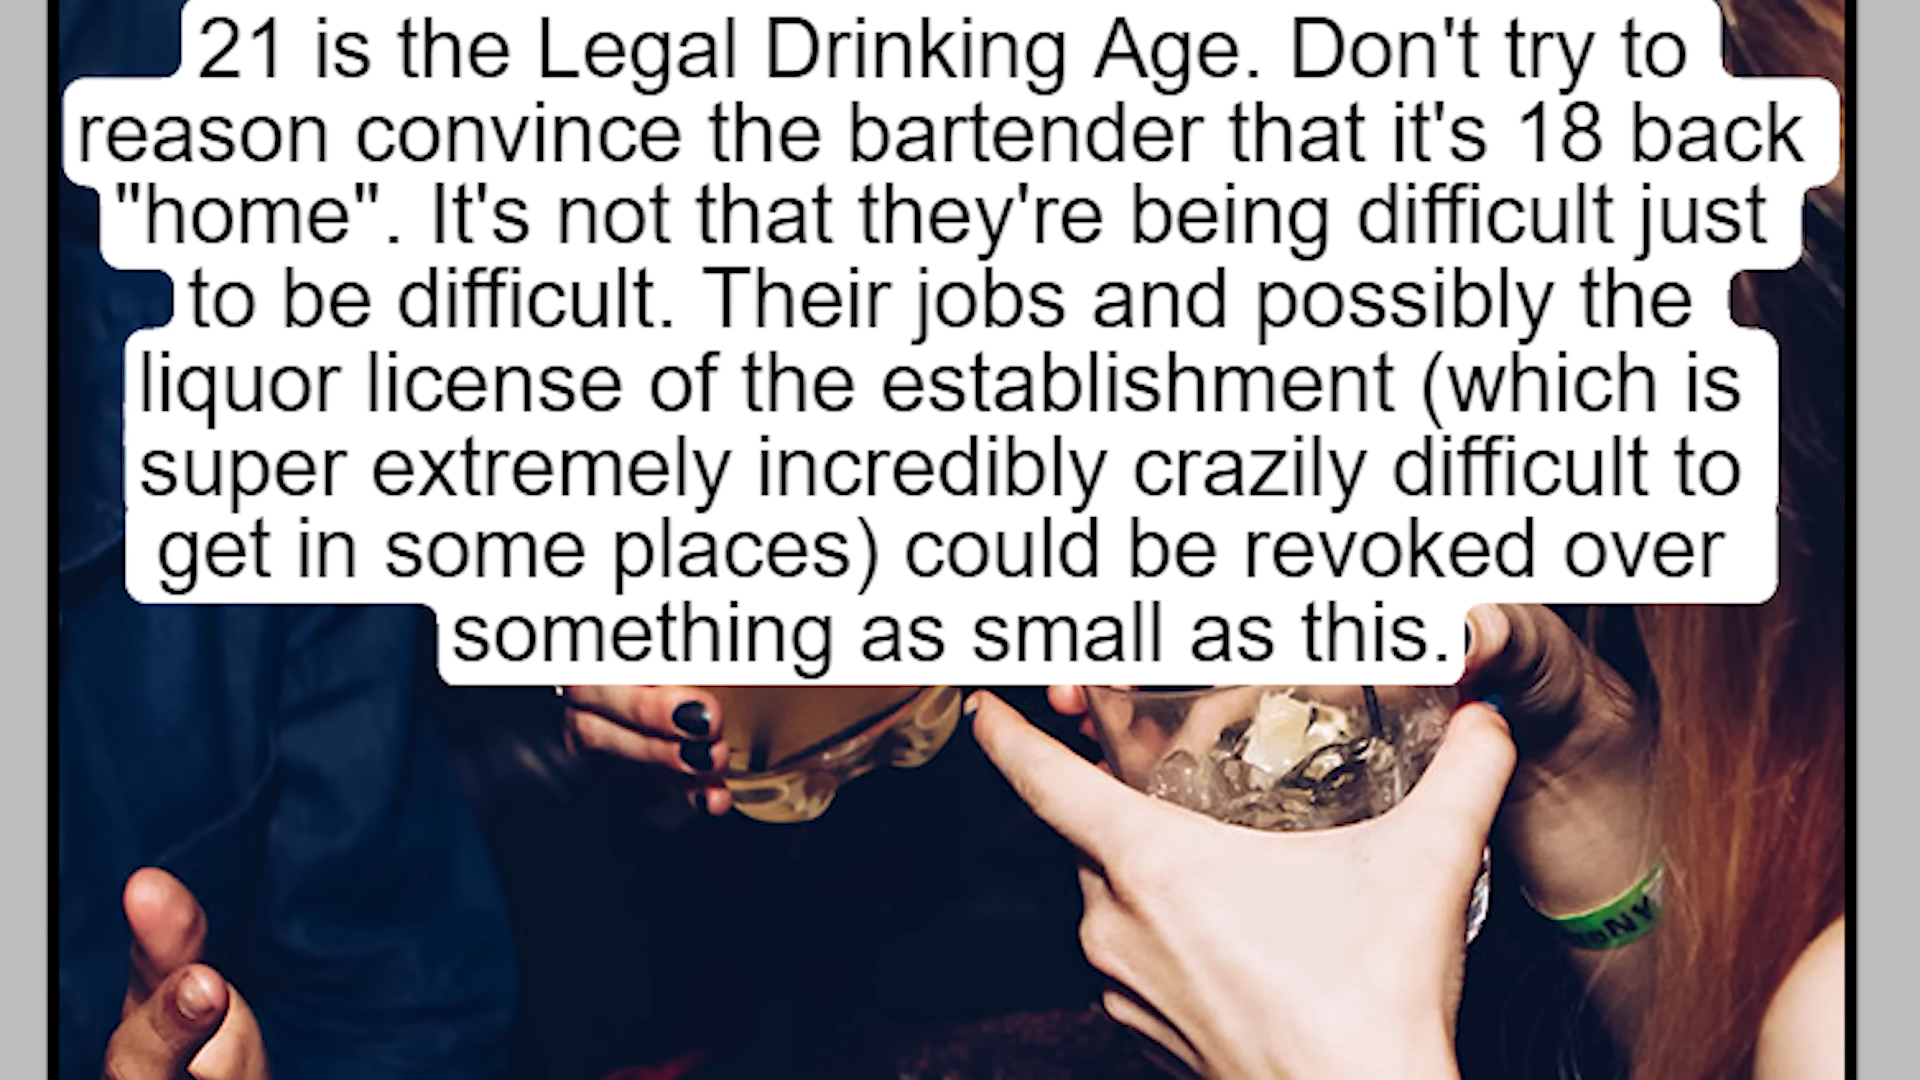 21 is the Legal Drinking Age. Don't try to
reason convince the bartender that it's 18 back
"home". It's not that they're being difficult just
to be difficult. Their jobs and possibly the
liquor license of the establishment (which is
super extremely incredibly crazily difficult to
get in some places) could be revoked over
something as small as this.